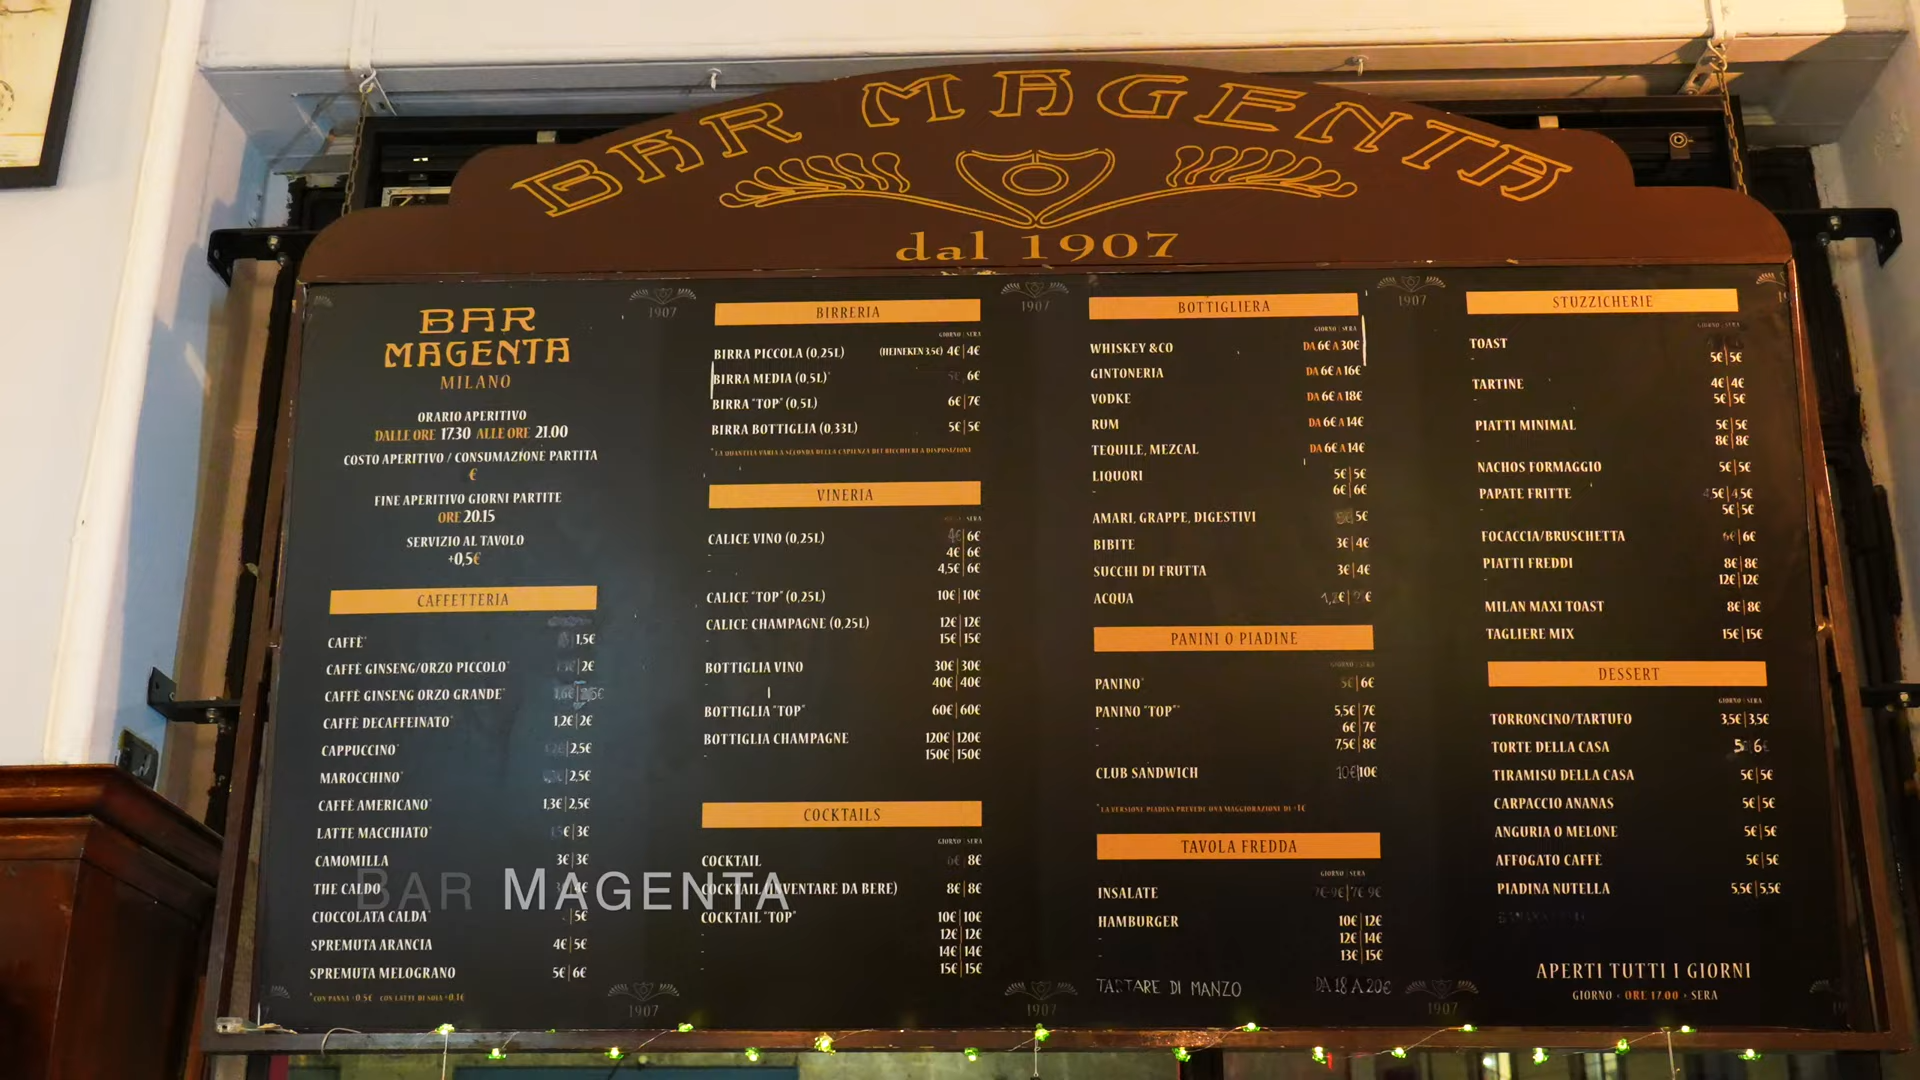 BAR MAGENTA
dal 1907
1907
1907
1907
BAR
MAGENTA
MILANO
ORARIO APERITIVO
DALLE ORE 17.30 ALLE ORE 21.00
COSTO APERITIVO / CONSUMAZIONE PARTITA
€
FINE APERITIVO GIORNI PARTITE
ORE 20.15
SERVIZIO AL TAVOLO
+0,5€
CAFFETTERIA
CAFFÈ* 1,5€
CAFFÈ GINSENG/ORZO PICCOLO* 2€
CAFFÈ GINSENG ORZO GRANDE*
CAFFÈ DECAFFEINATO* 1,2€ 2€
CAPPUCCINO* 2,5€
MAROCCHINO* 2,5€
CAFFÈ AMERICANO* 1,3€ 2,5€
LATTE MACCHIATO* 3€
CAMOMILLA 3€ 3€
THE CALDO 4€
CIOCCOLATA CALDA* 5€
SPREMUTA ARANCIA 4€ 5€
SPREMUTA MELOGRANO 5€ 6€
*CON PANNA +0.5€ CON LATTE DI SOIA +0.1€
BIRRERIA
GIORNO SERA
BIRRA PICCOLA (0,25L) (HEINEKEN 3.5€) 4€ 4€
BIRRA MEDIA (0,5L)* 6€
BIRRA "TOP" (0,5L) 6€ 7€
BIRRA BOTTIGLIA (0,33L) 5€ 5€
*LA QUANTITÀ VARIA A SECONDA DELLA CAPIENZA DEI BICCHIERI A DISPOSIZIONE
VINERIA
SERA
CALICE VINO (0,25L) 4€ 6€
- 4€ 6€
- 4,5€ 6€
CALICE "TOP" (0,25L) 10€ 10€
CALICE CHAMPAGNE (0,25L) 12€ 12€
- 15€ 15€
BOTTIGLIA VINO 30€ 30€
- 40€ 40€
BOTTIGLIA "TOP" 60€ 60€
BOTTIGLIA CHAMPAGNE 120€ 120€
- 150€ 150€
COCKTAILS
GIORNO SERA
COCKTAIL 6€ 8€
COCKTAIL (INVENTARE DA BERE) 8€ 8€
COCKTAIL "TOP" 10€ 10€
- 12€ 12€
- 14€ 14€
- 15€ 15€
BOTTIGLIERA
GIORNO SERA
WHISKEY &CO DA 6€ A 30€
GINTONERIA DA 6€ A 16€
VODKE DA 6€ A 18€
RUM DA 6€ A 14€
TEQUILE, MEZCAL DA 6€ A 14€
LIQUORI 5€ 5€
- 6€ 6€
AMARI, GRAPPE, DIGESTIVI 5€
BIBITE 3€ 4€
SUCCHI DI FRUTTA 3€ 4€
ACQUA
PANINI O PIADINE
GIORNO SERA
PANINO* 5€ 6€
PANINO "TOP"* 5,5€ 7€
- 6€ 7€
- 7,5€ 8€
CLUB SANDWICH 10€ 10€
*LA VERSIONE PIADINA PREVEDE UNA MAGGIORAZIONE DI +1€
TAVOLA FREDDA
GIORNO SERA
INSALATE 7€-9€ 7€-9€
HAMBURGER 10€ 12€
- 12€ 14€
- 13€ 15€
TARTARE DI MANZO DA 18 A 20€
STUZZICHERIE
GIORNO SERA
TOAST
- 5€ 5€
TARTINE 4€ 4€
- 5€ 5€
PIATTI MINIMAL 5€ 5€
- 8€ 8€
NACHOS FORMAGGIO 5€ 5€
PAPATE FRITTE 4,5€ 4,5€
- 5€ 5€
FOCACCIA/BRUSCHETTA 6€ 6€
PIATTI FREDDI 8€ 8€
- 12€ 12€
MILAN MAXI TOAST 8€ 8€
TAGLIERE MIX 15€ 15€
DESSERT
GIORNO SERA
TORRONCINO/TARTUFO 3,5€ 3,5€
TORTE DELLA CASA 5 6€
TIRAMISÙ DELLA CASA 5€ 5€
CARPACCIO ANANAS 5€ 5€
ANGURIA O MELONE 5€ 5€
AFFOGATO CAFFÈ 5€ 5€
PIADINA NUTELLA 5,5€ 5,5€
APERTI TUTTI I GIORNI
GIORNO < ORE 17.00 > SERA
1907
1907
1907
BAR MAGENTA